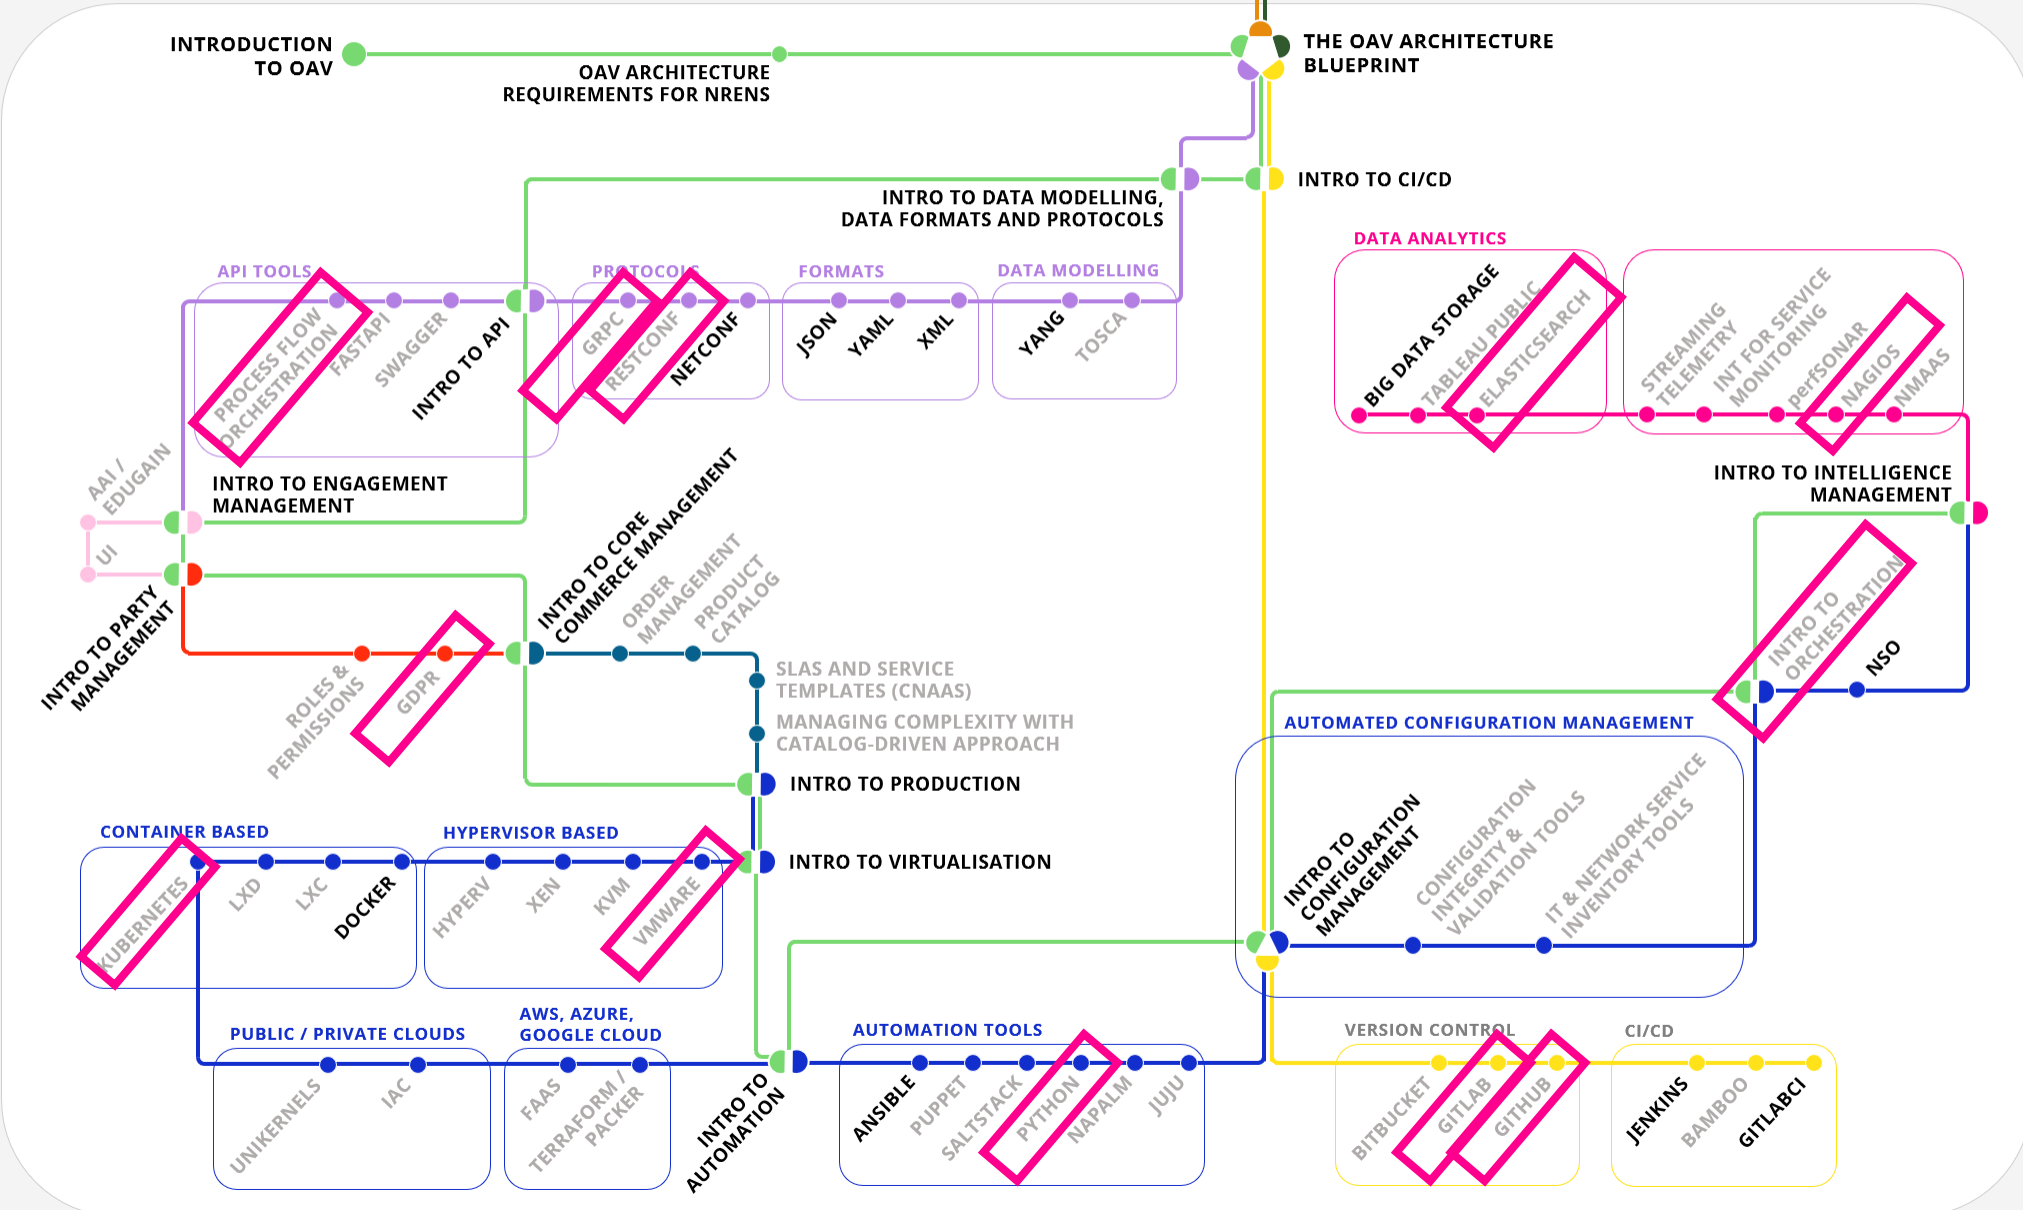 INTRODUCTION
TO OAV
OAV ARCHITECTURE
REQUIREMENTS FOR NRENS
THE OAV ARCHITECTURE
BLUEPRINT
INTRO TO CI/CD
INTRO TO DATA MODELLING,
DATA FORMATS AND PROTOCOLS
API TOOLS
PROCESS FLOW
ORCHESTRATION
FASTAPI
SWAGGER
INTRO TO API
PROTOCOLS
GRPC
RESTCONF
NETCONF
FORMATS
JSON
YAML
XML
DATA MODELLING
YANG
TOSCA
DATA ANALYTICS
BIG DATA STORAGE
TABLEAU PUBLIC
ELASTICSEARCH
STREAMING
TELEMETRY
INT FOR SERVICE
MONITORING
perfSONAR
NAGIOS
NMAAS
INTRO TO INTELLIGENCE
MANAGEMENT
AAI /
EDUGAIN
UI
INTRO TO ENGAGEMENT
MANAGEMENT
INTRO TO PARTY
MANAGEMENT
ROLES &
PERMISSIONS
GDPR
INTRO TO CORE
COMMERCE MANAGEMENT
ORDER
MANAGEMENT
PRODUCT
CATALOG
SLAS AND SERVICE
TEMPLATES (CNAAS)
MANAGING COMPLEXITY WITH
CATALOG-DRIVEN APPROACH
INTRO TO PRODUCTION
INTRO TO VIRTUALISATION
INTRO TO
ORCHESTRATION
NSO
AUTOMATED CONFIGURATION MANAGEMENT
INTRO TO
CONFIGURATION
MANAGEMENT
CONFIGURATION
INTEGRITY &
VALIDATION TOOLS
IT & NETWORK SERVICE
INVENTORY TOOLS
CONTAINER BASED
KUBERNETES
LXD
LXC
DOCKER
HYPERVISOR BASED
HYPERV
XEN
KVM
VMWARE
PUBLIC / PRIVATE CLOUDS
UNIKERNELS
IAC
AWS, AZURE,
GOOGLE CLOUD
FAAS
TERRAFORM /
PACKER
INTRO TO
AUTOMATION
AUTOMATION TOOLS
ANSIBLE
PUPPET
SALTSTACK
PYTHON
NAPALM
JUJU
VERSION CONTROL
BITBUCKET
GITLAB
GITHUB
CI/CD
JENKINS
BAMBOO
GITLABCI